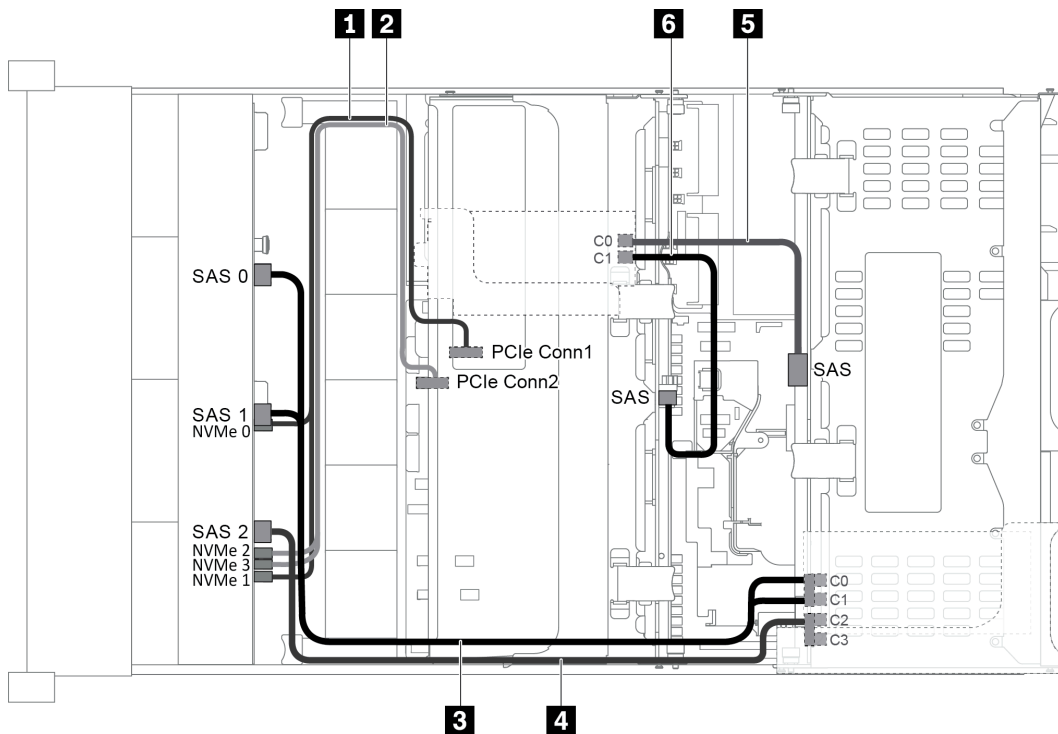 1 2 6 5
C0
C1
SAS 0
PCIe Conn1
SAS
PCIe Conn2
SAS
SAS 1
NVMe 0
SAS 2
NVMe 2
NVMe 3
NVMe 1
C0
C1
C2
C3
3 4